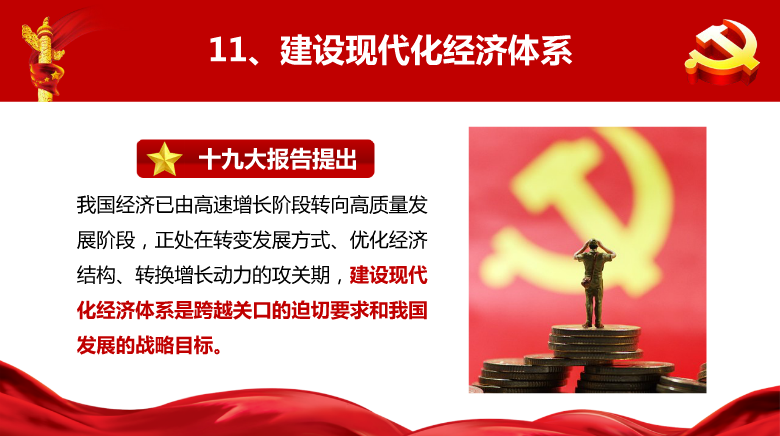 11、建设现代化经济体系
十九大报告提出
我国经济已由高速增长阶段转向高质量发
展阶段，正处在转变发展方式、优化经济
结构、转换增长动力的攻关期，建设现代
化经济体系是跨越关口的迫切要求和我国
发展的战略目标。